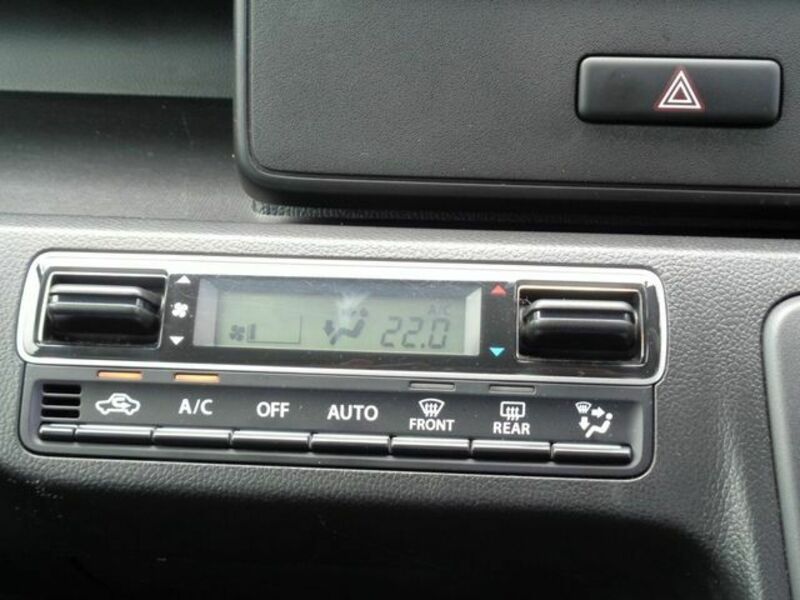 A/C
22.0
A/C
OFF
AUTO
FRONT
REAR